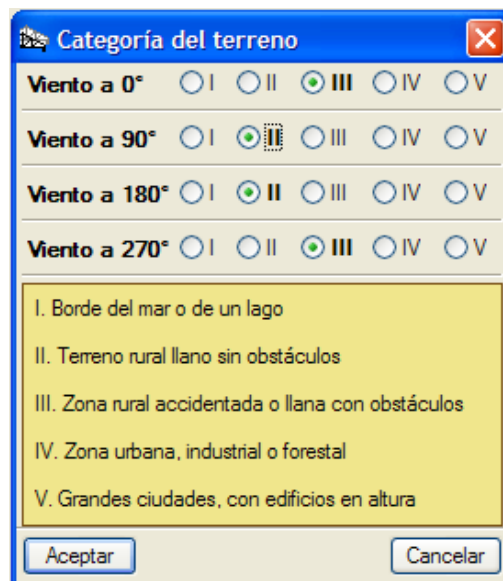 Categoría del terreno
Viento a 0° I II III IV V
Viento a 90° I II III IV V
Viento a 180° I II III IV V
Viento a 270° I II III IV V
I. Borde del mar o de un lago
II. Terreno rural llano sin obstáculos
III. Zona rural accidentada o llana con obstáculos
IV. Zona urbana, industrial o forestal
V. Grandes ciudades, con edificios en altura
Aceptar Cancelar